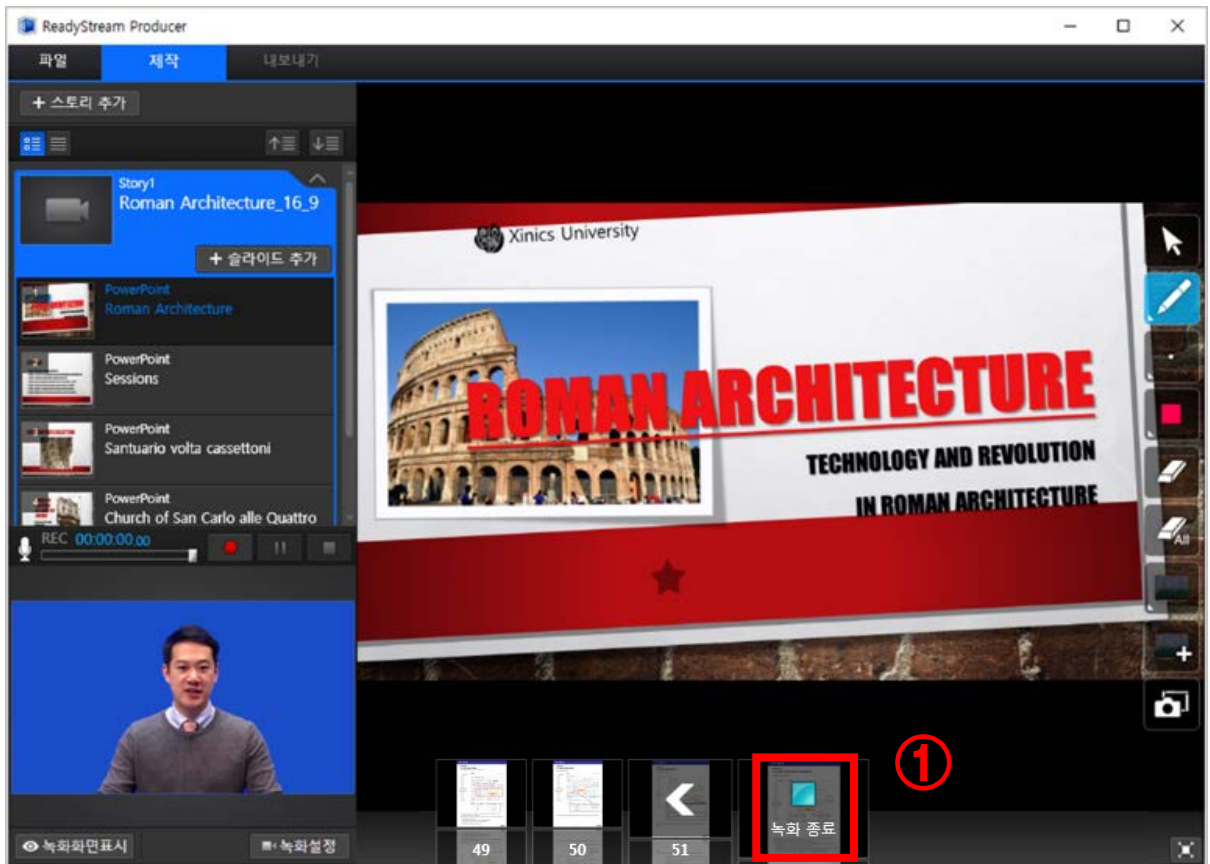 ReadyStream Producer
파일 제작 내보내기
+ 스토리 추가
Story1
Roman Architecture_16_9
+ 슬라이드 추가
1
PowerPoint
Roman Architecture
2
PowerPoint
Sessions
PowerPoint
Santuario volta cassettoni
PowerPoint
Church of San Carlo alle Quattro
REC 00:00:00.00
녹화화면표시
녹화설정
Xinics University
ROMAN ARCHITECTURE
TECHNOLOGY AND REVOLUTION
IN ROMAN ARCHITECTURE
All
49
50
51
녹화 종료
①